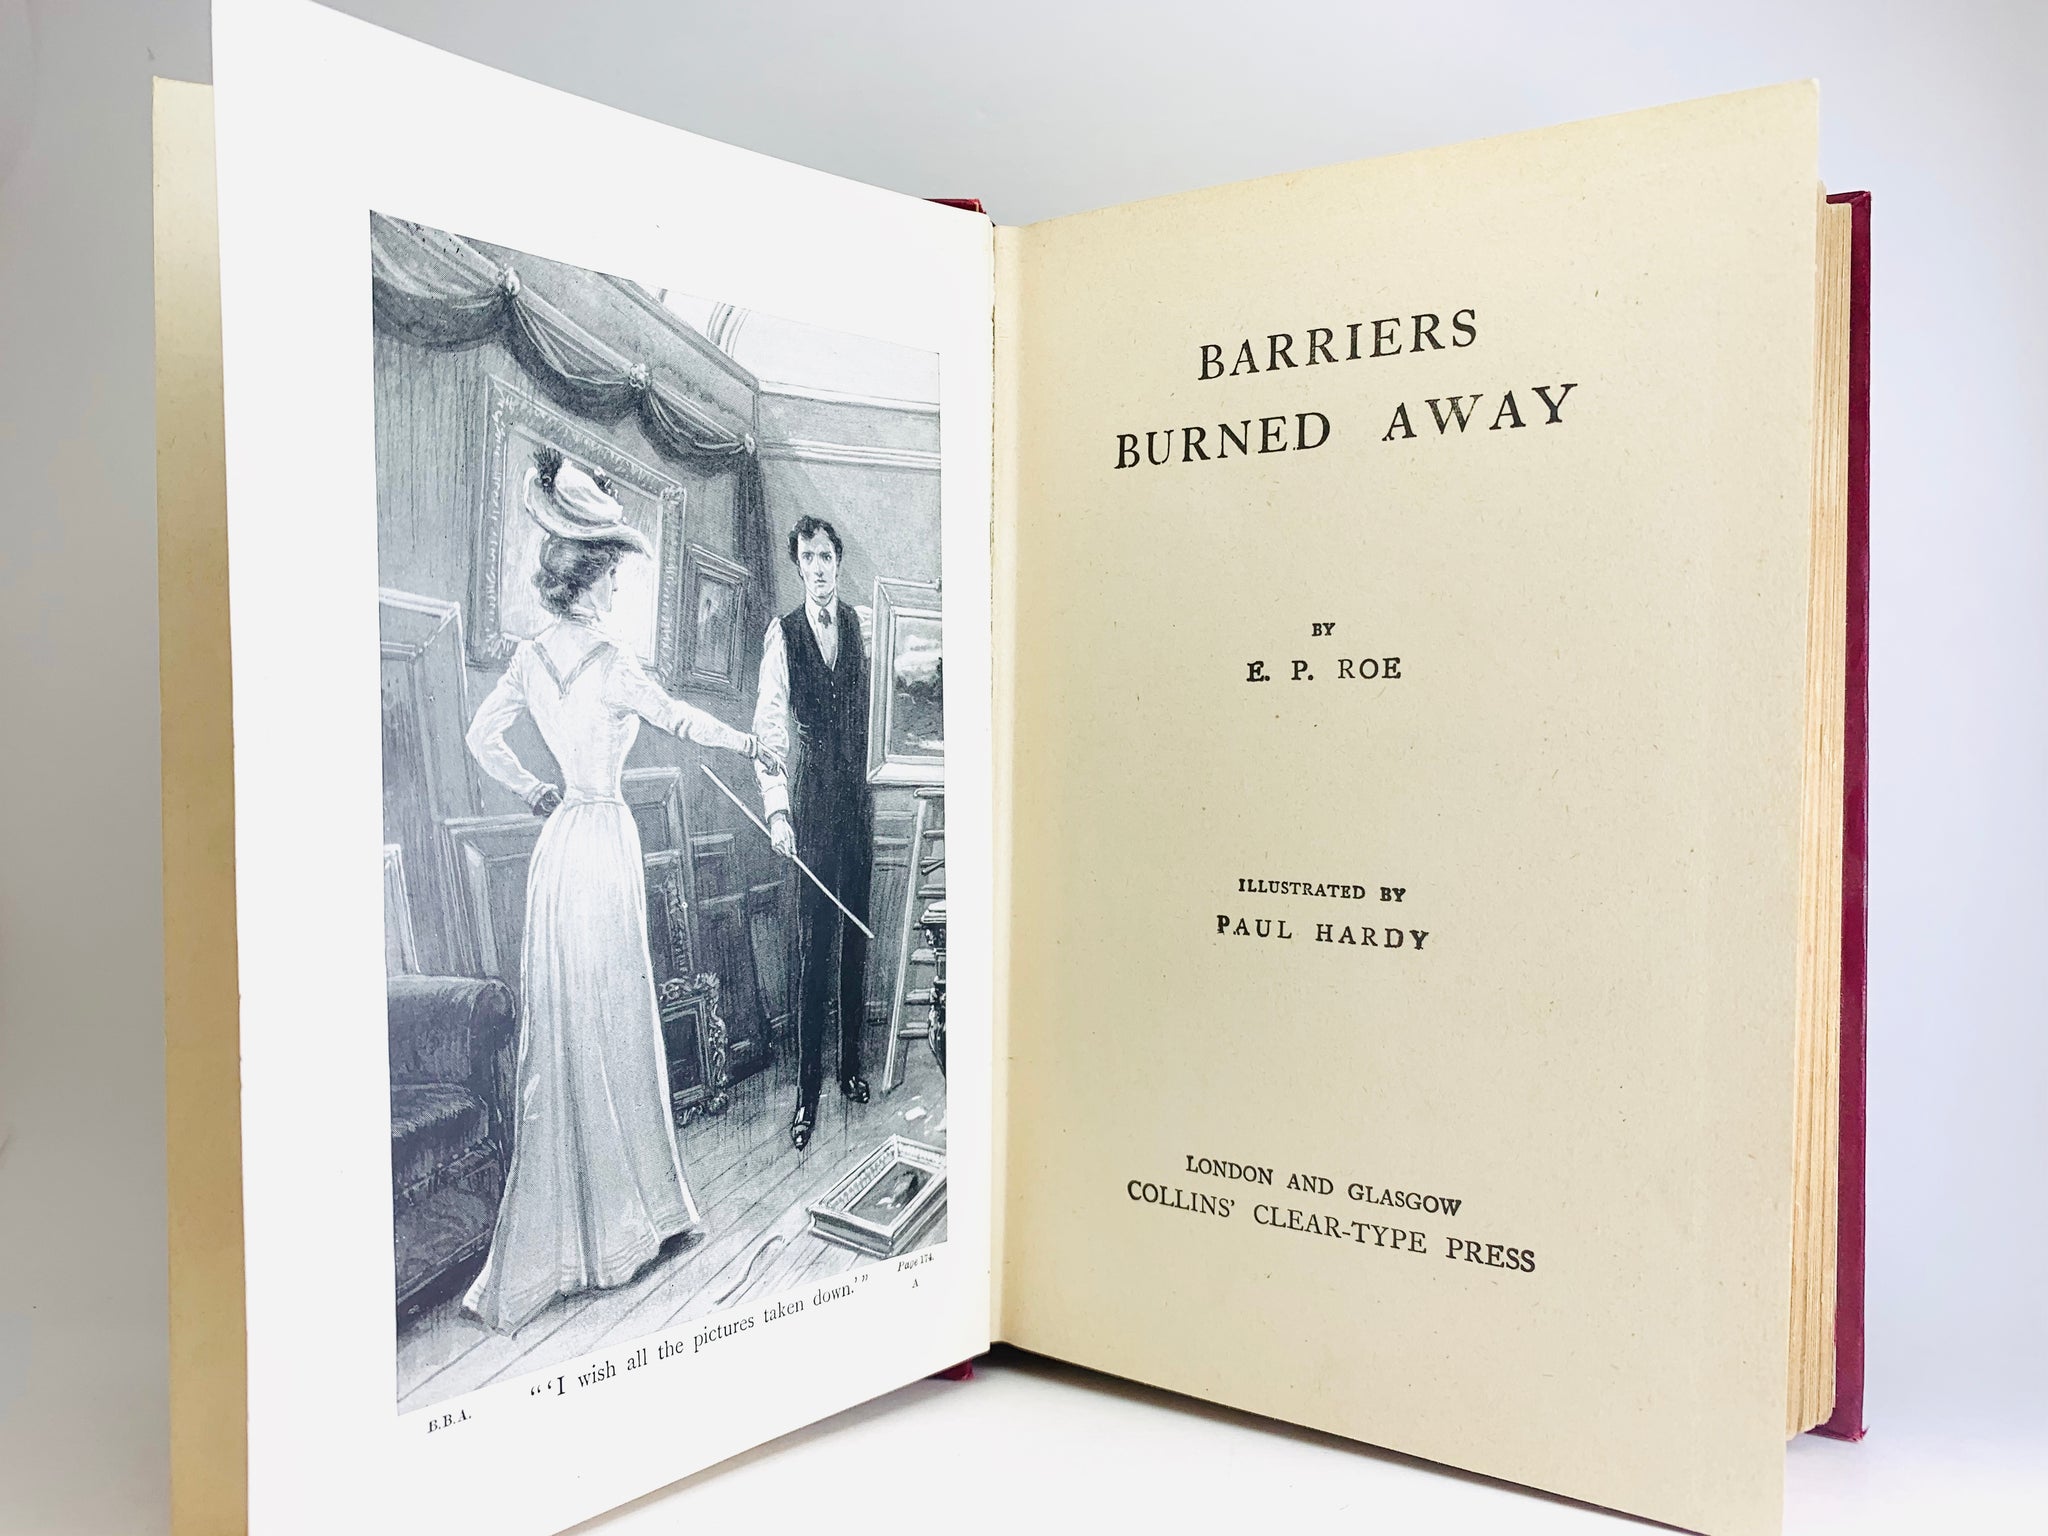 "'I wish all the pictures taken down.'"
Page 174.
B.B.A.
A
BARRIERS
BURNED AWAY
BY
E. P. ROE
ILLUSTRATED BY
PAUL HARDY
LONDON AND GLASGOW
COLLINS' CLEAR-TYPE PRESS